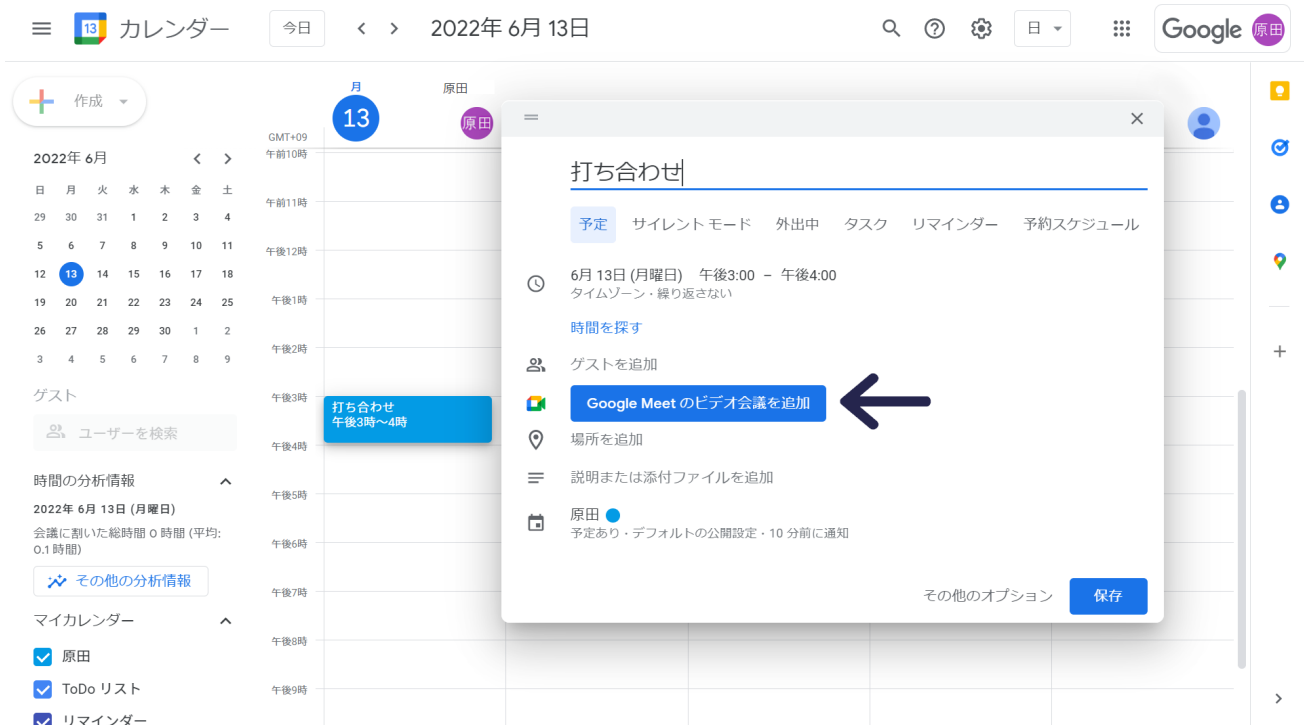 13 カレンダー 今日 2022年 6月 13日 日 Google 原田
作成
2022年 6月
日 月 火 水 木 金 土
29 30 31 1 2 3 4
5 6 7 8 9 10 11
12 13 14 15 16 17 18
19 20 21 22 23 24 25
26 27 28 29 30 1 2
3 4 5 6 7 8 9
ゲスト
ユーザーを検索
時間の分析情報
2022年 6月 13日 (月曜日)
会議に割いた総時間 0 時間 (平均:
0.1 時間)
その他の分析情報
マイカレンダー
原田
ToDo リスト
リマインダー
月
13
原田
原田
GMT+09
午前10時
午前11時
午後12時
午後1時
午後2時
午後3時
午後4時
午後5時
午後6時
午後7時
午後8時
午後9時
打ち合わせ
午後3時～4時
打ち合わせ
予定 サイレント モード 外出中 タスク リマインダー 予約スケジュール
6月 13日 (月曜日) 午後3:00 – 午後4:00
タイムゾーン・繰り返さない
時間を探す
ゲストを追加
Google Meet のビデオ会議を追加
場所を追加
説明または添付ファイルを追加
原田
予定あり・デフォルトの公開設定・10 分前に通知
その他のオプション 保存